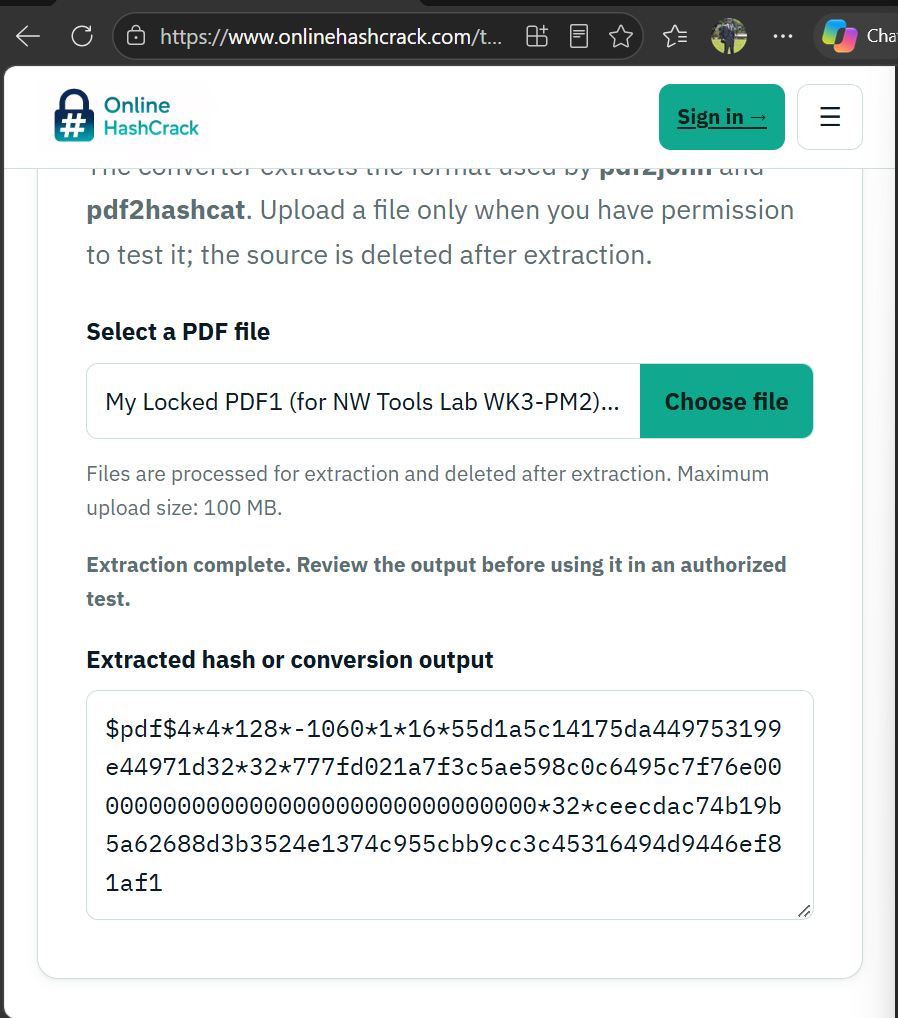 https://www.onlinehashcrack.com/t...
Chat
Online
HashCrack
Sign in →
The converter extracts the format used by pdf2john and
pdf2hashcat. Upload a file only when you have permission
to test it; the source is deleted after extraction.
Select a PDF file
My Locked PDF1 (for NW Tools Lab WK3-PM2)...
Choose file
Files are processed for extraction and deleted after extraction. Maximum
upload size: 100 MB.
Extraction complete. Review the output before using it in an authorized
test.
Extracted hash or conversion output
$pdf$4*4*128*-1060*1*16*55d1a5c14175da449753199
e44971d32*32*777fd021a7f3c5ae598c0c6495c7f76e00
000000000000000000000000000000*32*ceecdac74b19b
5a62688d3b3524e1374c955cbb9cc3c45316494d9446ef8
1af1